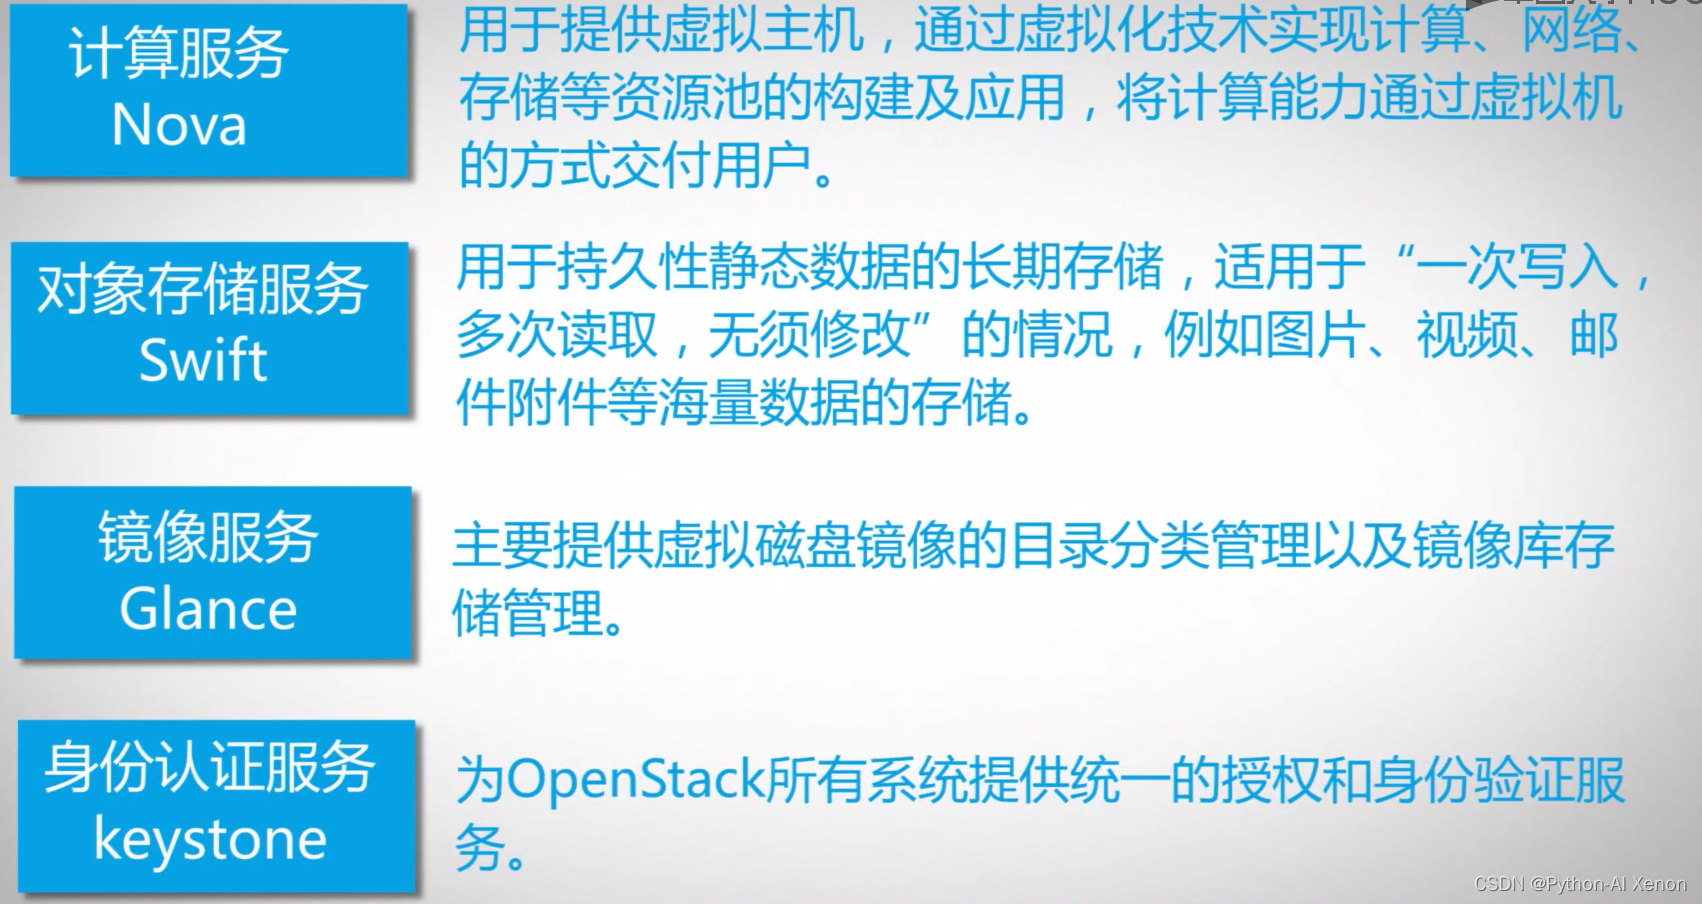 计算服务
Nova
用于提供虚拟主机，通过虚拟化技术实现计算、网络、
存储等资源池的构建及应用，将计算能力通过虚拟机
的方式交付用户。
对象存储服务
Swift
用于持久性静态数据的长期存储，适用于“一次写入，
多次读取，无须修改”的情况，例如图片、视频、邮
件附件等海量数据的存储。
镜像服务
Glance
主要提供虚拟磁盘镜像的目录分类管理以及镜像库存
储管理。
身份认证服务
keystone
为OpenStack所有系统提供统一的授权和身份验证服
务。
CSDN @Python-AI Xenon